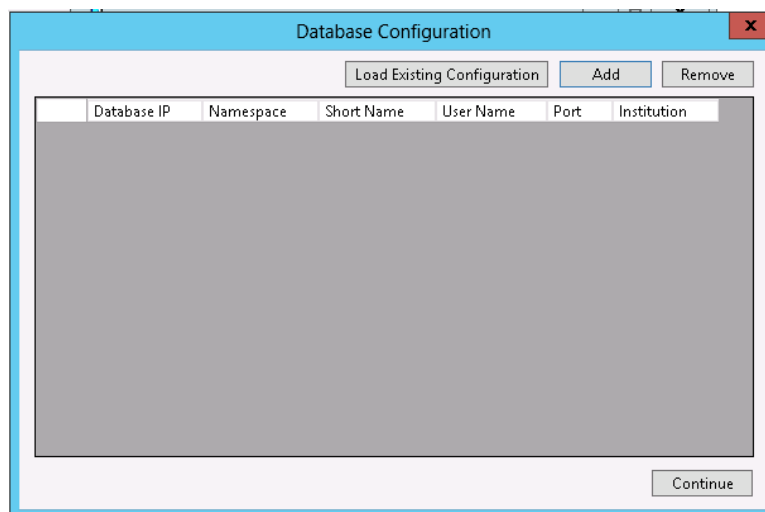 Database Configuration
x
Load Existing Configuration Add Remove
Database IP Namespace Short Name User Name Port Institution
Continue